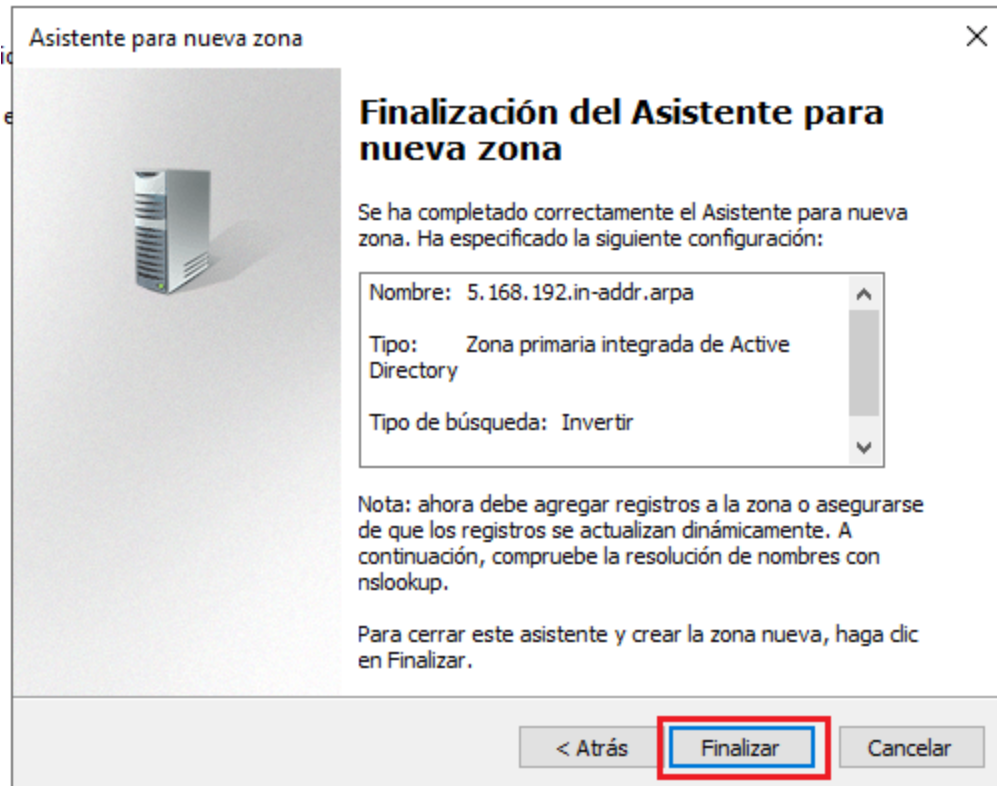 Asistente para nueva zona
Finalización del Asistente para
nueva zona
Se ha completado correctamente el Asistente para nueva
zona. Ha especificado la siguiente configuración:
Nombre: 5.168.192.in-addr.arpa
Tipo: Zona primaria integrada de Active
Directory
Tipo de búsqueda: Invertir
Nota: ahora debe agregar registros a la zona o asegurarse
de que los registros se actualizan dinámicamente. A
continuación, compruebe la resolución de nombres con
nslookup.
Para cerrar este asistente y crear la zona nueva, haga clic
en Finalizar.
< Atrás
Finalizar
Cancelar